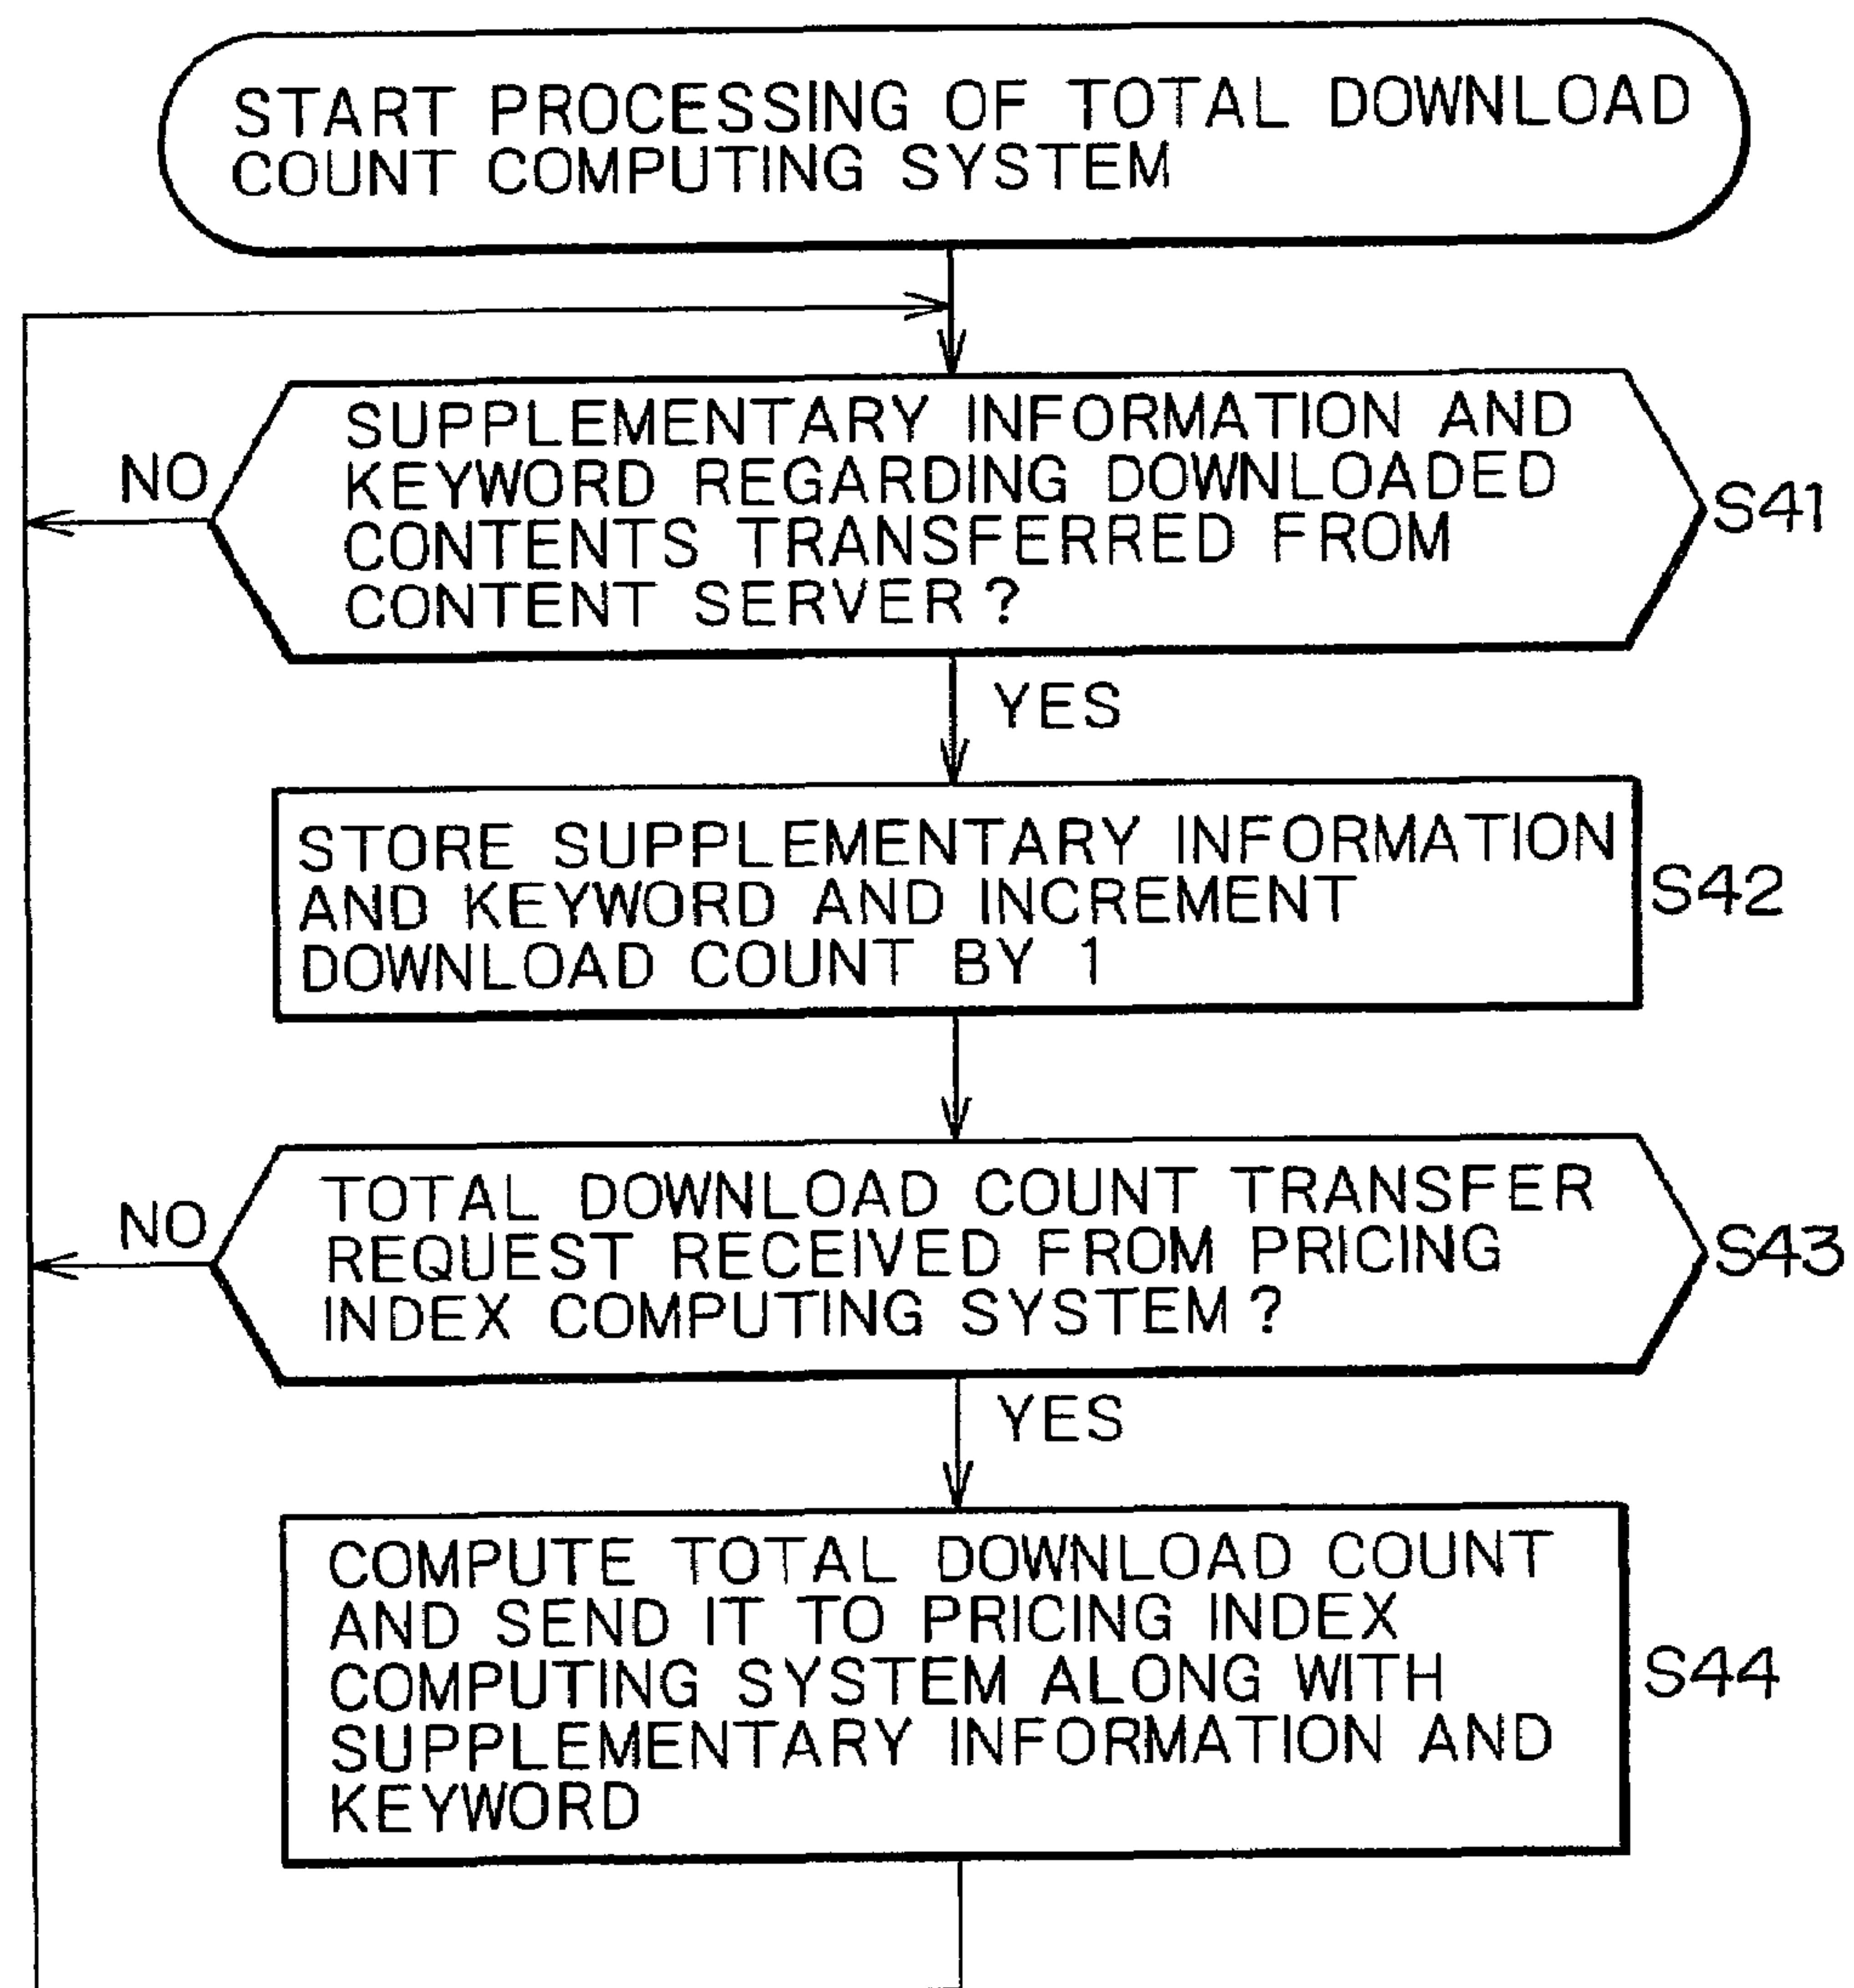 START PROCESSING OF TOTAL DOWNLOAD
COUNT COMPUTING SYSTEM
SUPPLEMENTARY INFORMATION AND
KEYWORD REGARDING DOWNLOADED
CONTENTS TRANSFERRED FROM
CONTENT SERVER?
NO
S41
YES
STORE SUPPLEMENTARY INFORMATION
AND KEYWORD AND INCREMENT
DOWNLOAD COUNT BY 1
S42
TOTAL DOWNLOAD COUNT TRANSFER
REQUEST RECEIVED FROM PRICING
INDEX COMPUTING SYSTEM?
NO
S43
YES
COMPUTE TOTAL DOWNLOAD COUNT
AND SEND IT TO PRICING INDEX
COMPUTING SYSTEM ALONG WITH
SUPPLEMENTARY INFORMATION AND
KEYWORD
S44